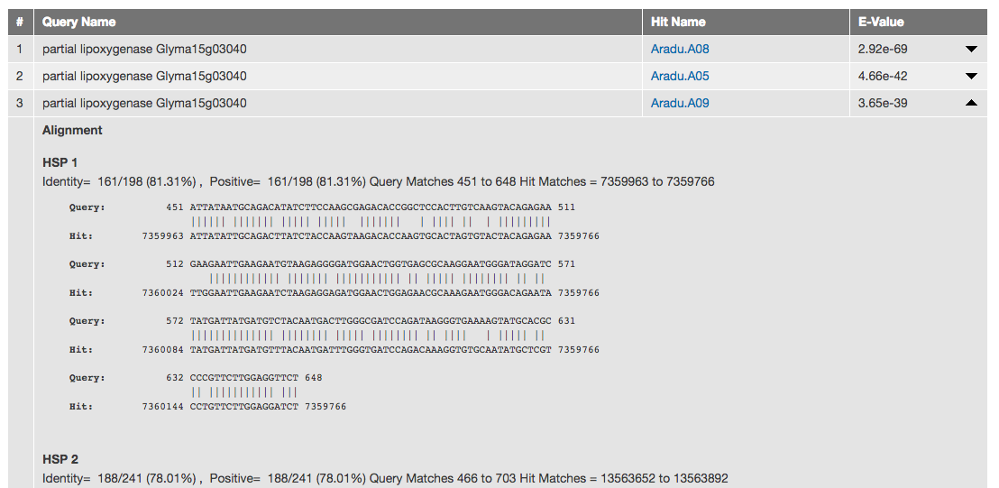 # Query Name Hit Name E-Value
1 partial lipoxygenase Glyma15g03040 Aradu.A08 2.92e-69
2 partial lipoxygenase Glyma15g03040 Aradu.A05 4.66e-42
3 partial lipoxygenase Glyma15g03040 Aradu.A09 3.65e-39
Alignment
HSP 1
Identity= 161/198 (81.31%) , Positive= 161/198 (81.31%) Query Matches 451 to 648 Hit Matches = 7359963 to 7359766
Query: 451 ATTATAATGCAGACATATCTTCCAAGCGAGACACCGGCTCCACTTGTCAAGTACAGAGAA 511
Hit: 7359963 ATTATATTGCAGACTTATCTACCAAGTAAGACACCAAGTGCACTAGTGTACTACAGAGAA 7359766
Query: 512 GAAGAATTGAAGAATGTAAGAGGGGATGGAACTGGTGAGCGCAAGGAATGGGATAGGATC 571
Hit: 7360024 TTGGAATTGAAGAATCTAAGAGGAGATGGAACTGGAGAACGCAAAGAATGGGACAGAATA 7359766
Query: 572 TATGATTATGATGTCTACAATGACTTGGGCGATCCAGATAAGGGTGAAAAGTATGCACGC 631
Hit: 7360084 TATGATTATGATGTTTACAATGATTTGGGTGATCCAGACAAAGGTGTGCAATATGCTCGT 7359766
Query: 632 CCCGTTCTTGGAGGTTCT 648
Hit: 7360144 CCTGTTCTTGGAGGATCT 7359766
HSP 2
Identity= 188/241 (78.01%) , Positive= 188/241 (78.01%) Query Matches 466 to 703 Hit Matches = 13563652 to 13563892